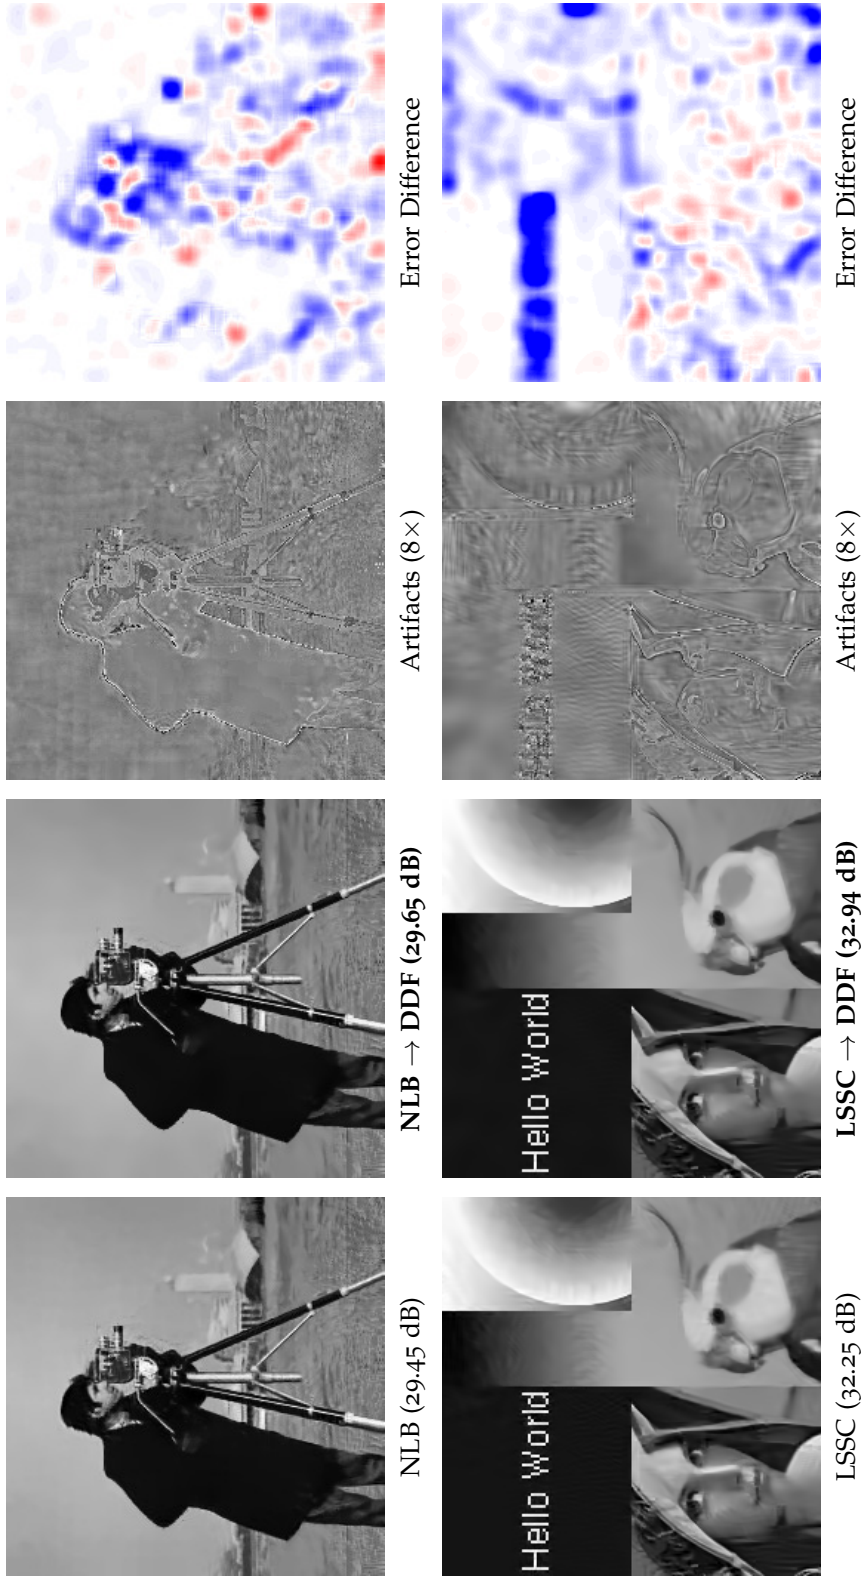 NLB (29.45 dB)
NLB → DDF (29.65 dB)
Artifacts (8×)
Error Difference
Hello World
Hello World
LSSC (32.25 dB)
LSSC → DDF (32.94 dB)
Artifacts (8×)
Error Difference